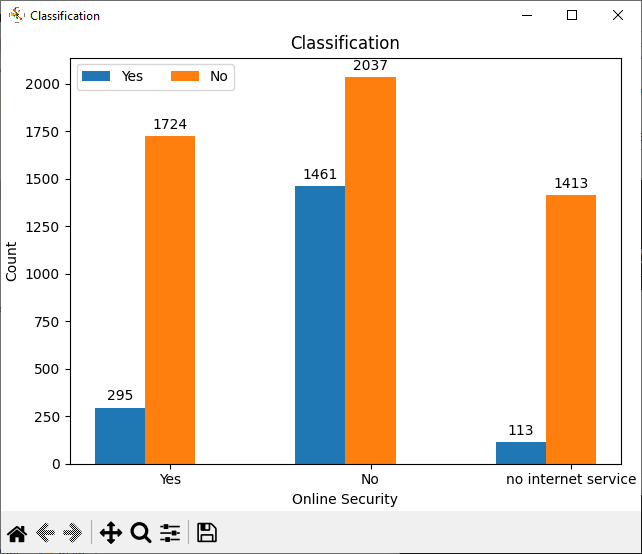 Classification
Classification
Yes No
2037
2000
1724
1750
1461
1500
1413
1250
Count
1000
750
500
295
250
113
0
Yes No no internet service
Online Security